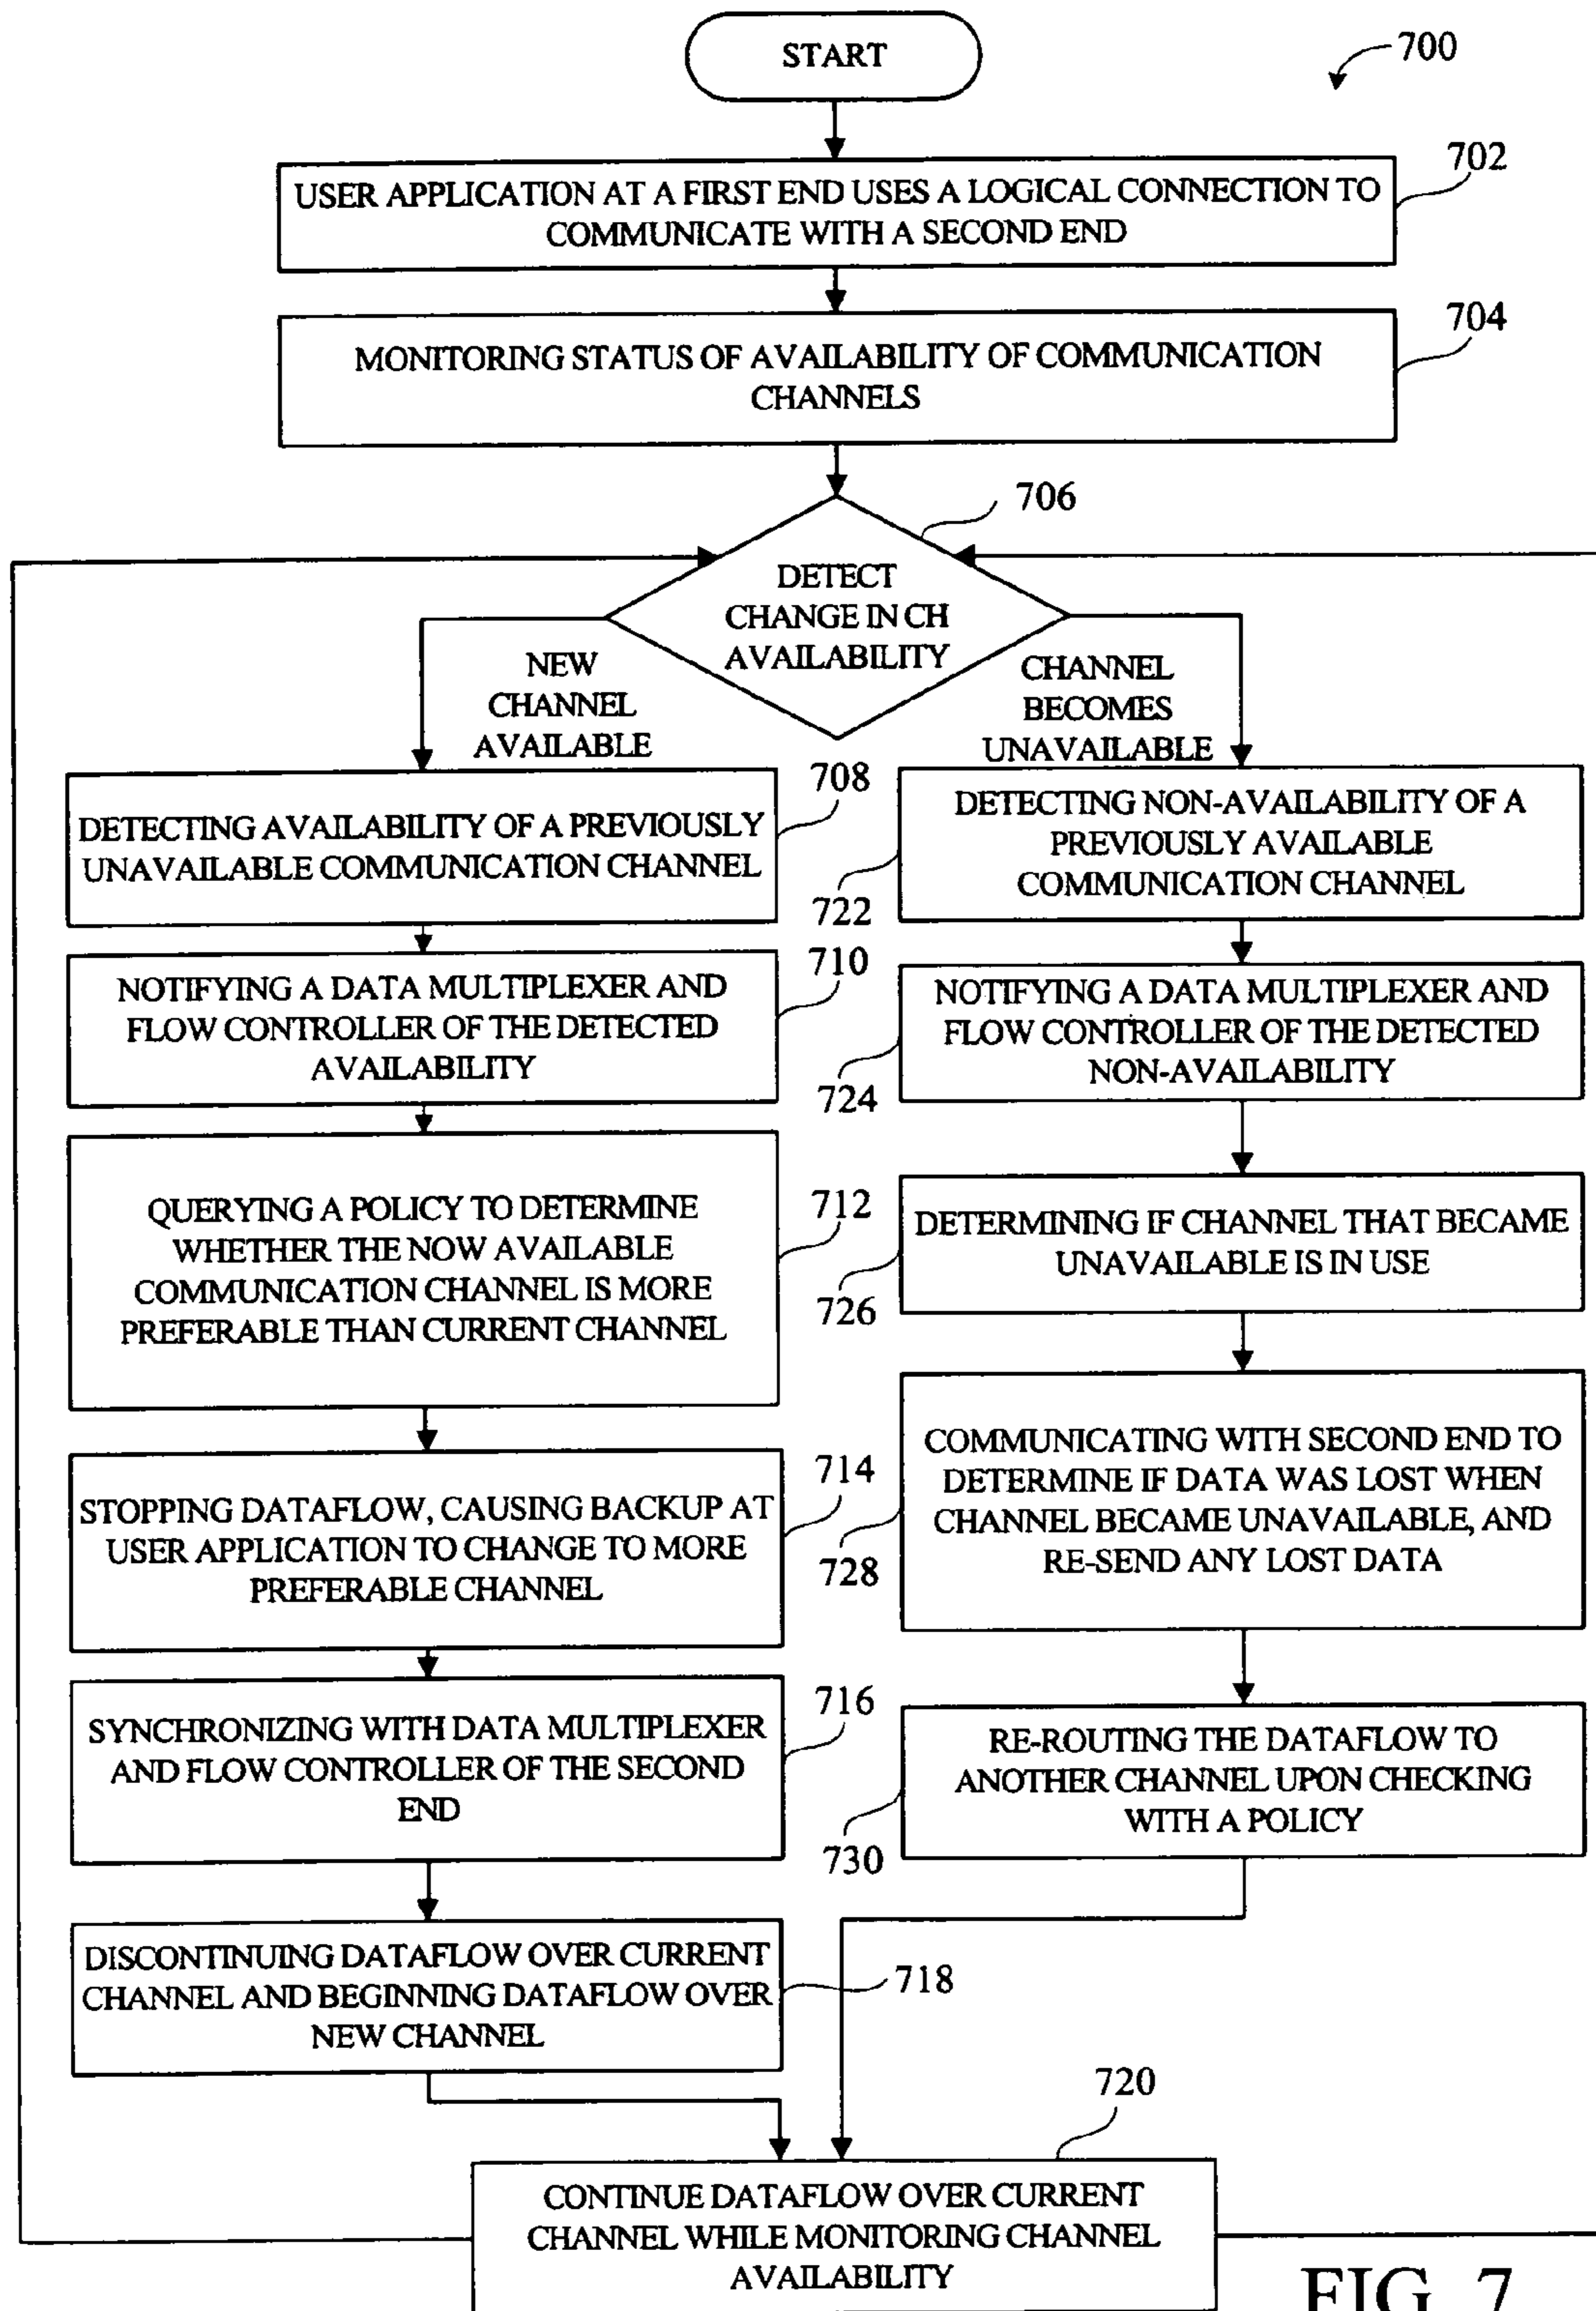 START
700
702
USER APPLICATION AT A FIRST END USES A LOGICAL CONNECTION TO
COMMUNICATE WITH A SECOND END
704
MONITORING STATUS OF AVAILABILITY OF COMMUNICATION
CHANNELS
706
DETECT
CHANGE IN CH
AVAILABILITY
NEW
CHANNEL
AVAILABLE
CHANNEL
BECOMES
UNAVAILABLE
708
DETECTING AVAILABILITY OF A PREVIOUSLY
UNAVAILABLE COMMUNICATION CHANNEL
710
NOTIFYING A DATA MULTIPLEXER AND
FLOW CONTROLLER OF THE DETECTED
AVAILABILITY
712
QUERYING A POLICY TO DETERMINE
WHETHER THE NOW AVAILABLE
COMMUNICATION CHANNEL IS MORE
PREFERABLE THAN CURRENT CHANNEL
714
STOPPING DATAFLOW, CAUSING BACKUP AT
USER APPLICATION TO CHANGE TO MORE
PREFERABLE CHANNEL
716
SYNCHRONIZING WITH DATA MULTIPLEXER
AND FLOW CONTROLLER OF THE SECOND
END
DISCONTINUING DATAFLOW OVER CURRENT
CHANNEL AND BEGINNING DATAFLOW OVER
NEW CHANNEL
718
DETECTING NON-AVAILABILITY OF A
PREVIOUSLY AVAILABLE
COMMUNICATION CHANNEL
722
NOTIFYING A DATA MULTIPLEXER AND
FLOW CONTROLLER OF THE DETECTED
NON-AVAILABILITY
724
DETERMINING IF CHANNEL THAT BECAME
UNAVAILABLE IS IN USE
726
COMMUNICATING WITH SECOND END TO
DETERMINE IF DATA WAS LOST WHEN
CHANNEL BECAME UNAVAILABLE, AND
RE-SEND ANY LOST DATA
728
RE-ROUTING THE DATAFLOW TO
ANOTHER CHANNEL UPON CHECKING
WITH A POLICY
730
720
CONTINUE DATAFLOW OVER CURRENT
CHANNEL WHILE MONITORING CHANNEL
AVAILABILITY
FIG. 7